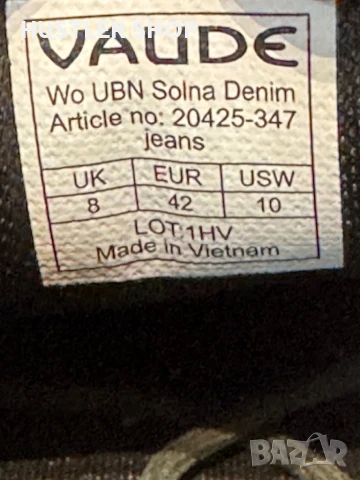 VAUDE
Wo UBN Solna Denim
Article no: 20425-347
jeans
UK EUR USW
8 42 10
LOT:1HV
Made in Vietnam
bazar